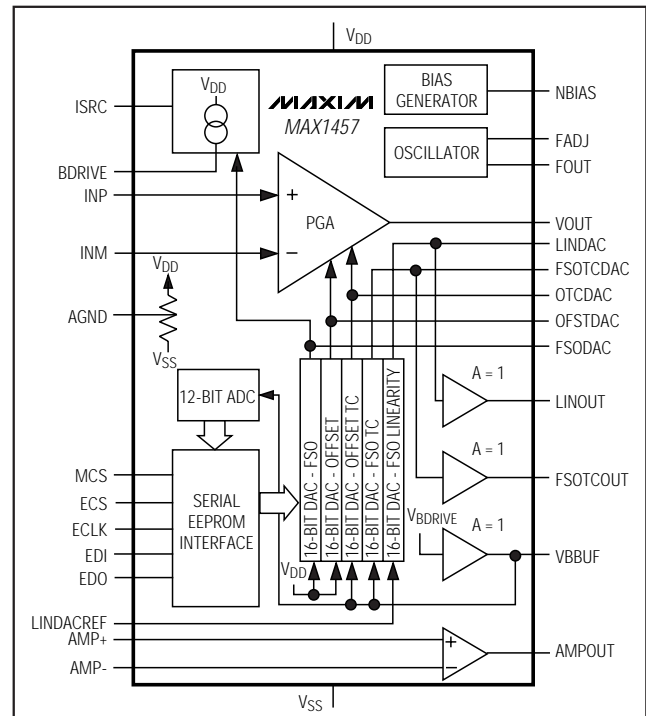 VDD
VDD
ISRC
MAXIM
MAX1457
BIAS
GENERATOR
NBIAS
OSCILLATOR
FADJ
FOUT
BDRIVE
INP
+
PGA
VOUT
LINDAC
INM
−
FSOTCDAC
VDD
OTCDAC
AGND
OFSTDAC
VSS
FSODAC
12-BIT ADC
16-BIT DAC - FSO
16-BIT DAC - OFFSET
16-BIT DAC - OFFSET TC
16-BIT DAC - FSO TC
16-BIT DAC - FSO LINEARITY
A = 1
LINOUT
MCS
ECS
ECLK
EDI
EDO
SERIAL
EEPROM
INTERFACE
A = 1
FSOTCOUT
VBDRIVE
A = 1
VBBUF
VDD
LINDACREF
AMP+
+
AMPOUT
AMP-
−
VSS